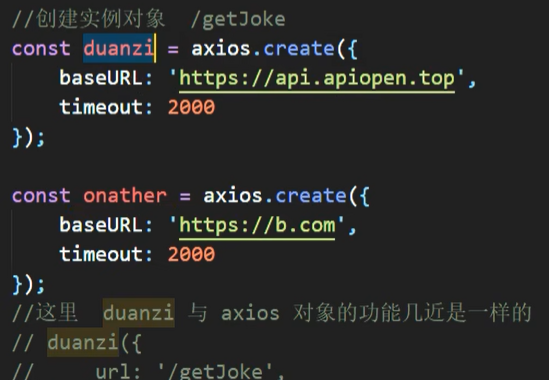 //创建实例对象  /getJoke
const duanzi = axios.create({
    baseURL: 'https://api.apiopen.top',
    timeout: 2000
});
const onather = axios.create({
    baseURL: 'https://b.com',
    timeout: 2000
});
//这里  duanzi 与 axios 对象的功能几近是一样的
// duanzi({
//     url: '/getJoke',